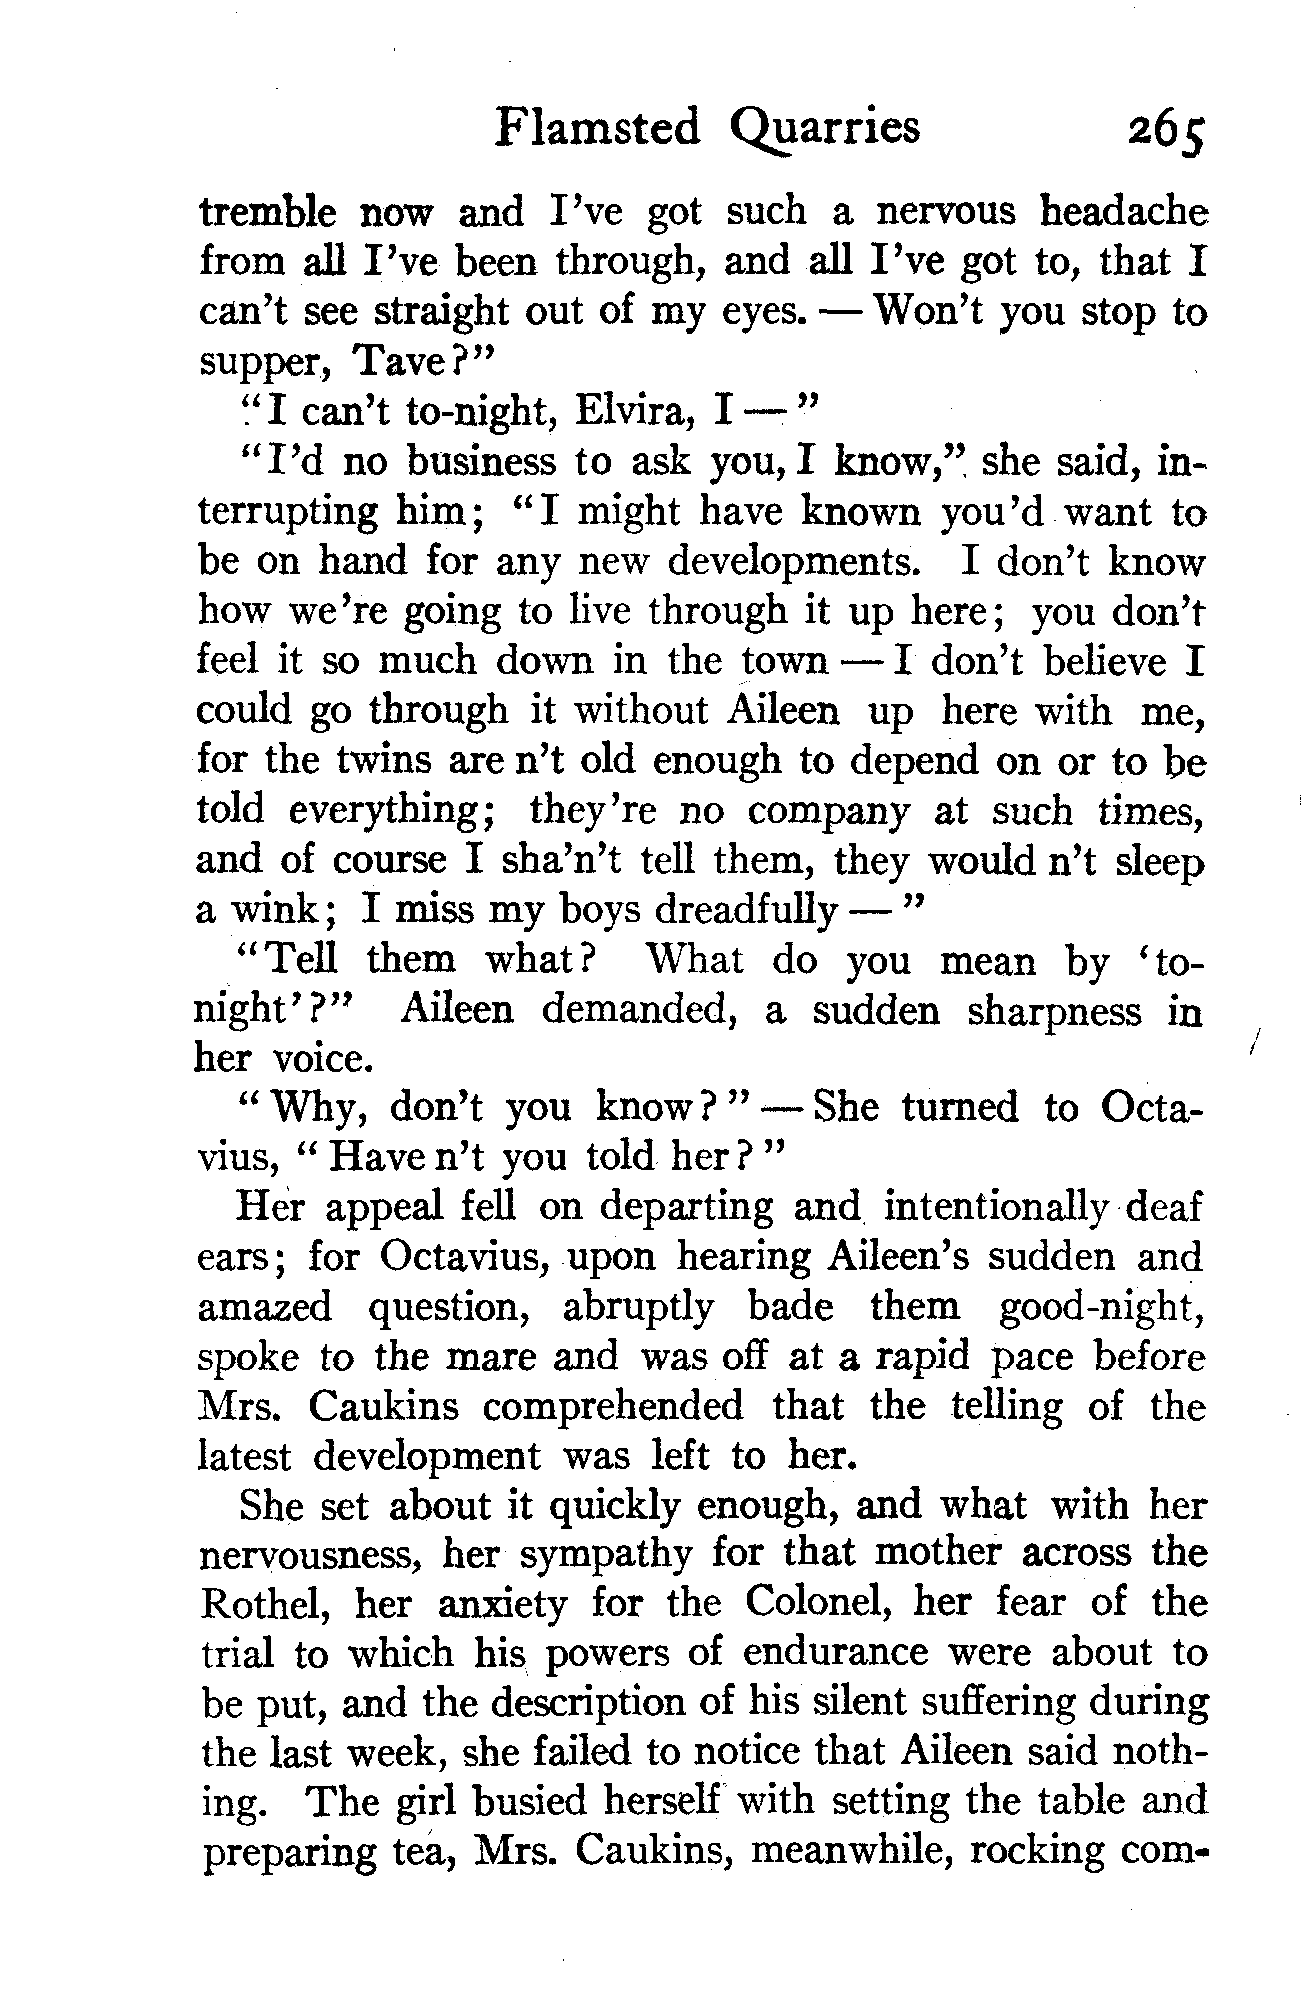 Flamsted Quarries 265
tremble now and I've got such a nervous headache
from all I've been through, and all I've got to, that I
can't see straight out of my eyes. — Won't you stop to
supper, Tave?"
"I can't to-night, Elvira, I — "
"I'd no business to ask you, I know," she said, in-
terrupting him; "I might have known you'd want to
be on hand for any new developments. I don't know
how we're going to live through it up here; you don't
feel it so much down in the town — I don't believe I
could go through it without Aileen up here with me,
for the twins are n't old enough to depend on or to be
told everything; they're no company at such times,
and of course I sha'n't tell them, they would n't sleep
a wink; I miss my boys dreadfully — "
"Tell them what? What do you mean by 'to-
night'?" Aileen demanded, a sudden sharpness in
her voice.
"Why, don't you know?" — She turned to Octa-
vius, "Have n't you told her?"
Her appeal fell on departing and intentionally deaf
ears; for Octavius, upon hearing Aileen's sudden and
amazed question, abruptly bade them good-night,
spoke to the mare and was off at a rapid pace before
Mrs. Caukins comprehended that the telling of the
latest development was left to her.
She set about it quickly enough, and what with her
nervousness, her sympathy for that mother across the
Rothel, her anxiety for the Colonel, her fear of the
trial to which his powers of endurance were about to
be put, and the description of his silent suffering during
the last week, she failed to notice that Aileen said noth-
ing. The girl busied herself with setting the table and
preparing tea, Mrs. Caukins, meanwhile, rocking com-